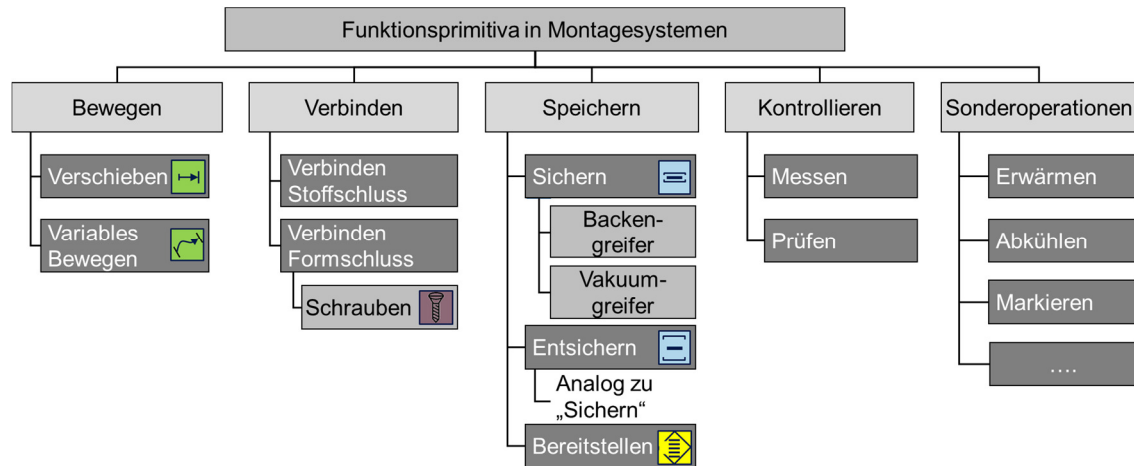 Funktionsprimitiva in Montagesystemen
Bewegen
Verschieben
Variables
Bewegen
Verbinden
Verbinden
Stoffschluss
Verbinden
Formschluss
Schrauben
Speichern
Sichern
Backen-
greifer
Vakuum-
greifer
Entsichern
Analog zu
„Sichern“
Bereitstellen
Kontrollieren
Messen
Prüfen
Sonderoperationen
Erwärmen
Abkühlen
Markieren
....